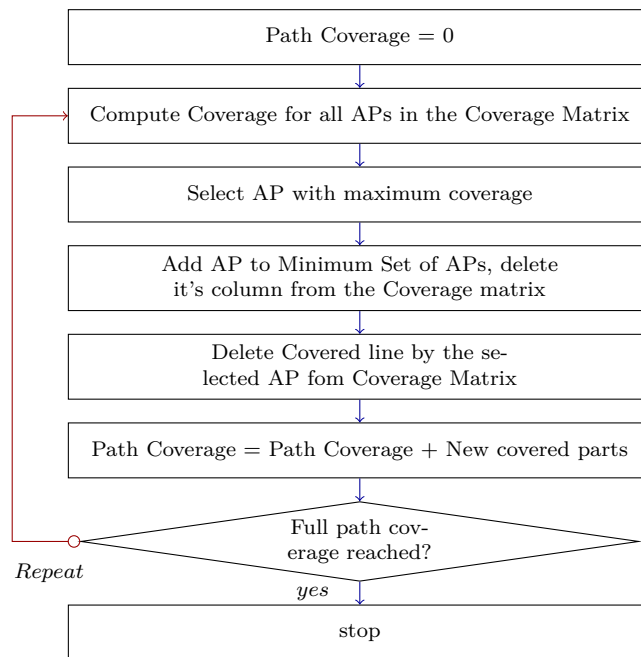 Path Coverage = 0
Compute Coverage for all APs in the Coverage Matrix
Select AP with maximum coverage
Add AP to Minimum Set of APs, delete
it's column from the Coverage matrix
Delete Covered line by the se-
lected AP fom Coverage Matrix
Path Coverage = Path Coverage + New covered parts
Full path cov-
erage reached?
Repeat
yes
stop